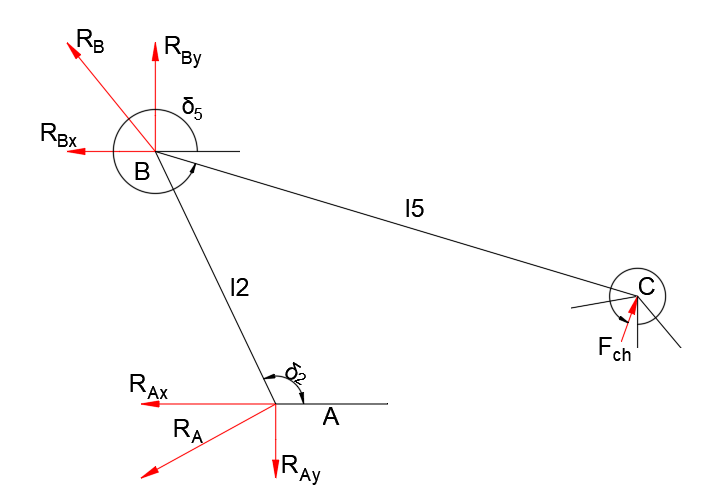 R_B
R_By
δ_5
R_Bx
B
l5
C
l2
F_ch
δ_2
R_Ax
A
R_A
R_Ay